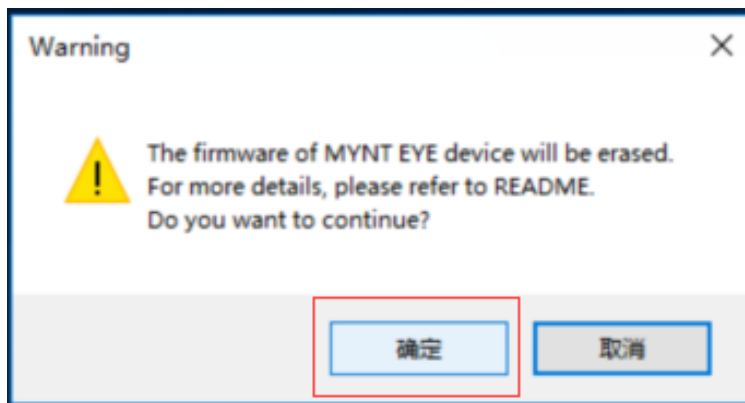 Warning
The firmware of MYNT EYE device will be erased.
For more details, please refer to README.
Do you want to continue?
确定
取消